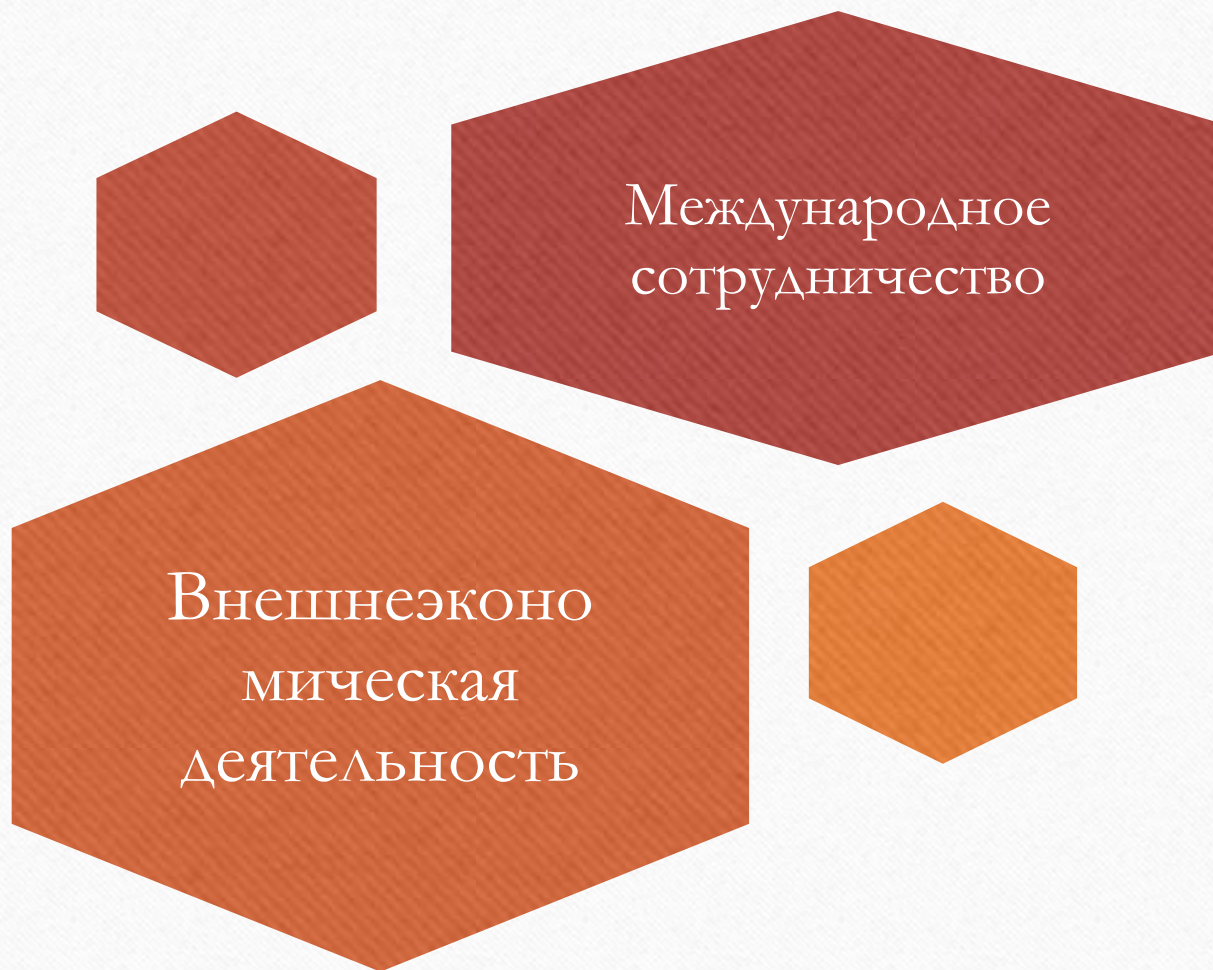 Международное
сотрудничество
Внешнеэконо
мическая
деятельность